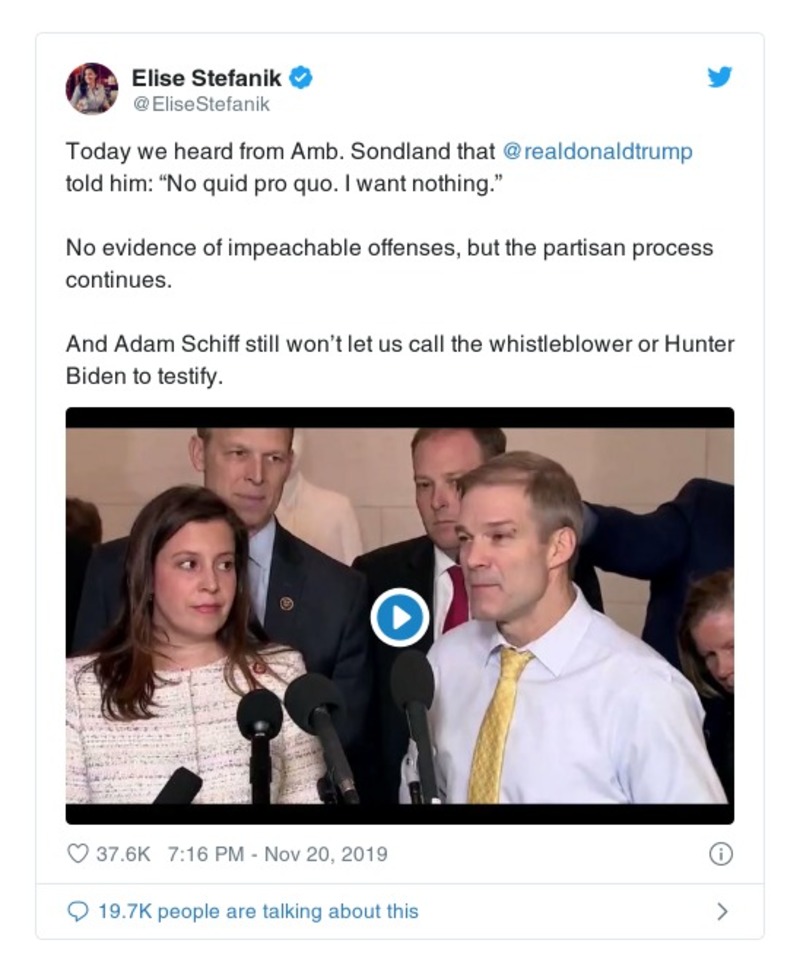 Elise Stefanik
@EliseStefanik
Today we heard from Amb. Sondland that @realdonaldtrump
told him: “No quid pro quo. I want nothing.”
No evidence of impeachable offenses, but the partisan process
continues.
And Adam Schiff still won’t let us call the whistleblower or Hunter
Biden to testify.
37.6K 7:16 PM - Nov 20, 2019
19.7K people are talking about this